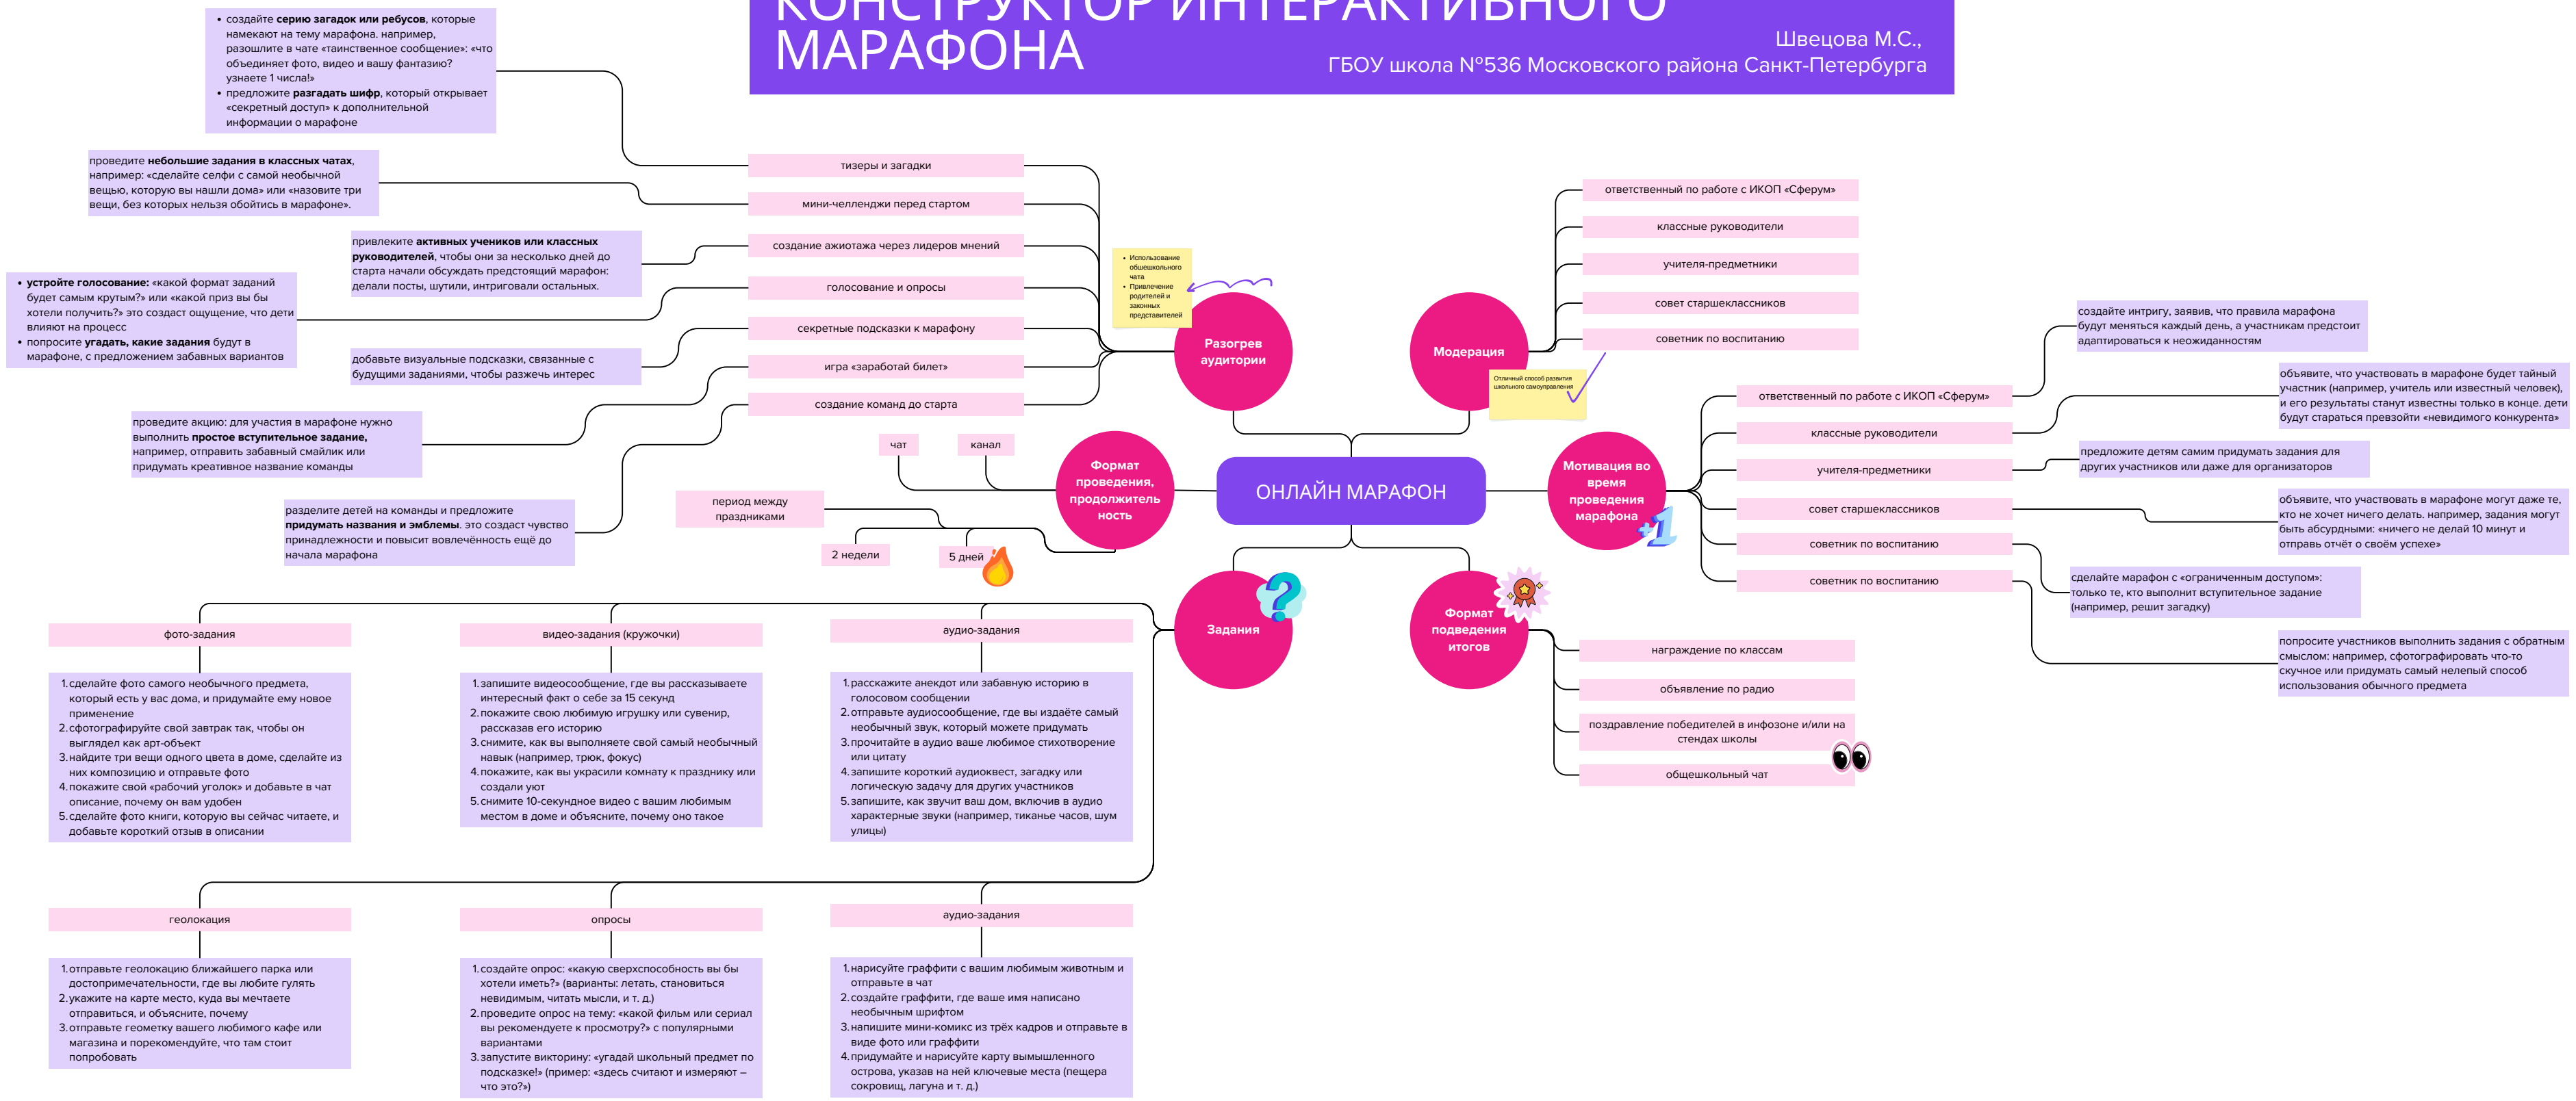 КОНСТРУКТОР ИНТЕРАКТИВНОГО
МАРАФОНА
Швецова М.С.,
ГБОУ школа №536 Московского района Санкт-Петербурга
• создайте серию загадок или ребусов, которые
намекают на тему марафона. например,
разошлите в чате «таинственное сообщение»: «что
объединяет фото, видео и вашу фантазию?
узнаете 1 числа!»
• предложите разгадать шифр, который открывает
«секретный доступ» к дополнительной
информации о марафоне
проведите небольшие задания в классных чатах,
например: «сделайте селфи с самой необычной
вещью, которую вы нашли дома» или «назовите три
вещи, без которых нельзя обойтись в марафоне».
привлеките активных учеников или классных
руководителей, чтобы они за несколько дней до
старта начали обсуждать предстоящий марафон:
делали посты, шутили, интриговали остальных.
• устройте голосование: «какой формат заданий
будет самым крутым?» или «какой приз вы бы
хотели получить?» это создаст ощущение, что дети
влияют на процесс
• попросите угадать, какие задания будут в
марафоне, с предложением забавных вариантов
добавьте визуальные подсказки, связанные с
будущими заданиями, чтобы разжечь интерес
проведите акцию: для участия в марафоне нужно
выполнить простое вступительное задание,
например, отправить забавный смайлик или
придумать креативное название команды
разделите детей на команды и предложите
придумать названия и эмблемы. это создаст чувство
принадлежности и повысит вовлечённость ещё до
начала марафона
тизеры и загадки
мини-челленджи перед стартом
создание ажиотажа через лидеров мнений
голосование и опросы
секретные подсказки к марафону
игра «заработай билет»
создание команд до старта
• Использование
обшешкольного
чата
• Привлечение
родителей и
законных
представителей
Разогрев
аудитории
Модерация
ответственный по работе с ИКОП «Сферум»
классные руководители
учителя-предметники
совет старшеклассников
советник по воспитанию
Отличный способ развития
школьного самоуправления
чат
канал
период между
праздниками
2 недели
5 дней
Формат
проведения,
продолжитель
ность
ОНЛАЙН МАРАФОН
Мотивация во
время
проведения
марафона
+1
ответственный по работе с ИКОП «Сферум»
классные руководители
учителя-предметники
совет старшеклассников
советник по воспитанию
советник по воспитанию
создайте интригу, заявив, что правила марафона
будут меняться каждый день, а участникам предстоит
адаптироваться к неожиданностям
объявите, что участвовать в марафоне будет тайный
участник (например, учитель или известный человек),
и его результаты станут известны только в конце. дети
будут стараться превзойти «невидимого конкурента»
предложите детям самим придумать задания для
других участников или даже для организаторов
объявите, что участвовать в марафоне могут даже те,
кто не хочет ничего делать. например, задания могут
быть абсурдными: «ничего не делай 10 минут и
отправь отчёт о своём успехе»
сделайте марафон с «ограниченным доступом»:
только те, кто выполнит вступительное задание
(например, решит загадку)
попросите участников выполнить задания с обратным
смыслом: например, сфотографировать что-то
скучное или придумать самый нелепый способ
использования обычного предмета
Задания
?
Формат
подведения
итогов
награждение по классам
объявление по радио
поздравление победителей в инфозоне и/или на
стендах школы
общешкольный чат
фото-задания
1. сделайте фото самого необычного предмета,
который есть у вас дома, и придумайте ему новое
применение
2. сфотографируйте свой завтрак так, чтобы он
выглядел как арт-объект
3. найдите три вещи одного цвета в доме, сделайте из
них композицию и отправьте фото
4. покажите свой «рабочий уголок» и добавьте в чат
описание, почему он вам удобен
5. сделайте фото книги, которую вы сейчас читаете, и
добавьте короткий отзыв в описании
видео-задания (кружочки)
1. запишите видеосообщение, где вы рассказываете
интересный факт о себе за 15 секунд
2. покажите свою любимую игрушку или сувенир,
рассказав его историю
3. снимите, как вы выполняете свой самый необычный
навык (например, трюк, фокус)
4. покажите, как вы украсили комнату к празднику или
создали уют
5. снимите 10-секундное видео с вашим любимым
местом в доме и объясните, почему оно такое
аудио-задания
1. расскажите анекдот или забавную историю в
голосовом сообщении
2. отправьте аудиосообщение, где вы издаёте самый
необычный звук, который можете придумать
3. прочитайте в аудио ваше любимое стихотворение
или цитату
4. запишите короткий аудиоквест, загадку или
логическую задачу для других участников
5. запишите, как звучит ваш дом, включив в аудио
характерные звуки (например, тиканье часов, шум
улицы)
геолокация
1. отправьте геолокацию ближайшего парка или
достопримечательности, где вы любите гулять
2. укажите на карте место, куда вы мечтаете
отправиться, и объясните, почему
3. отправьте геометку вашего любимого кафе или
магазина и порекомендуйте, что там стоит
попробовать
опросы
1. создайте опрос: «какую сверхспособность вы бы
хотели иметь?» (варианты: летать, становиться
невидимым, читать мысли, и т. д.)
2. проведите опрос на тему: «какой фильм или сериал
вы рекомендуете к просмотру?» с популярными
вариантами
3. запустите викторину: «угадай школьный предмет по
подсказке!» (пример: «здесь считают и измеряют –
что это?»)
аудио-задания
1. нарисуйте граффити с вашим любимым животным и
отправьте в чат
2. создайте граффити, где ваше имя написано
необычным шрифтом
3. напишите мини-комикс из трёх кадров и отправьте в
виде фото или граффити
4. придумайте и нарисуйте карту вымышленного
острова, указав на ней ключевые места (пещера
сокровищ, лагуна и т. д.)